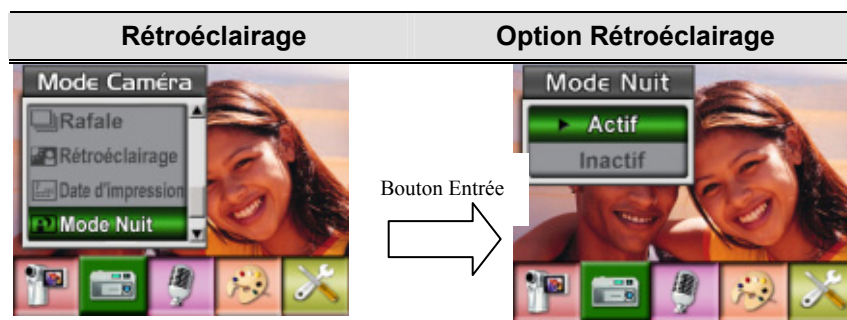 Rétroéclairage
Option Rétroéclairage
Mode Caméra
Rafale
Rétroéclairage
Date d'impression
Mode Nuit
Bouton Entrée
Mode Nuit
Actif
Inactif